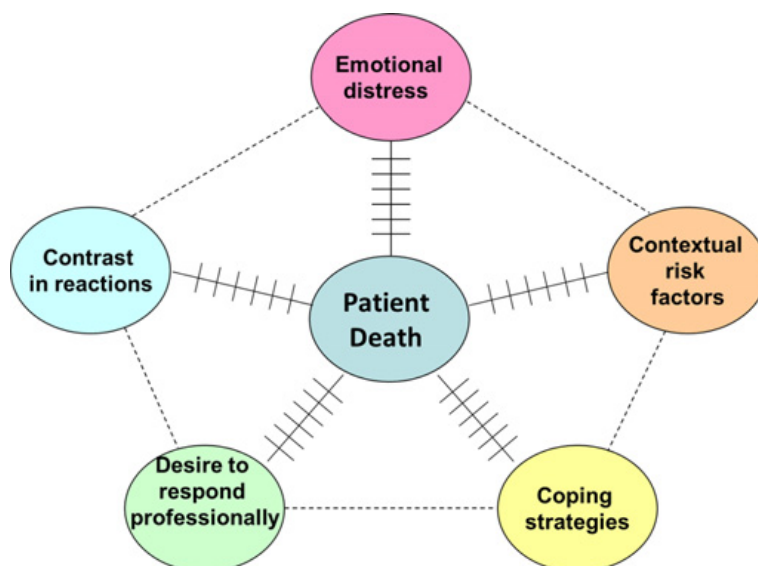 Emotional
distress
Contrast
in reactions
Contextual
risk
factors
Patient
Death
Desire to
respond
professionally
Coping
strategies